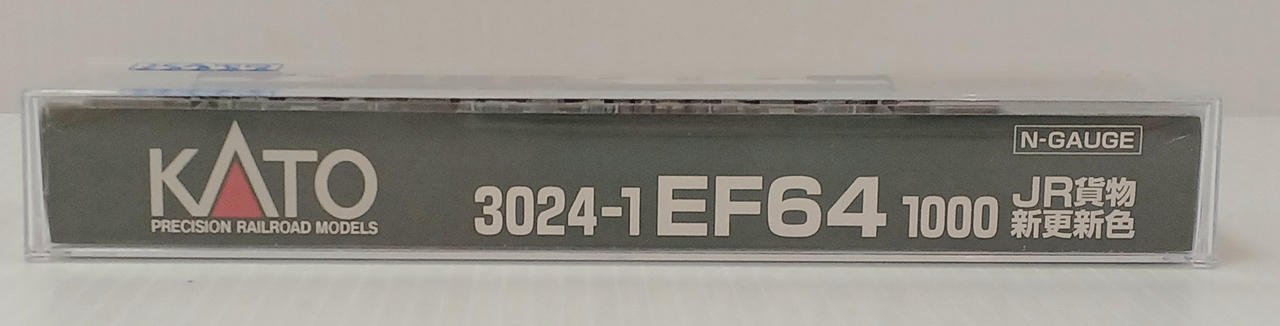 KATO
PRECISION RAILROAD MODELS
N-GAUGE
3024-1 EF64 1000 JR貨物
新更新色